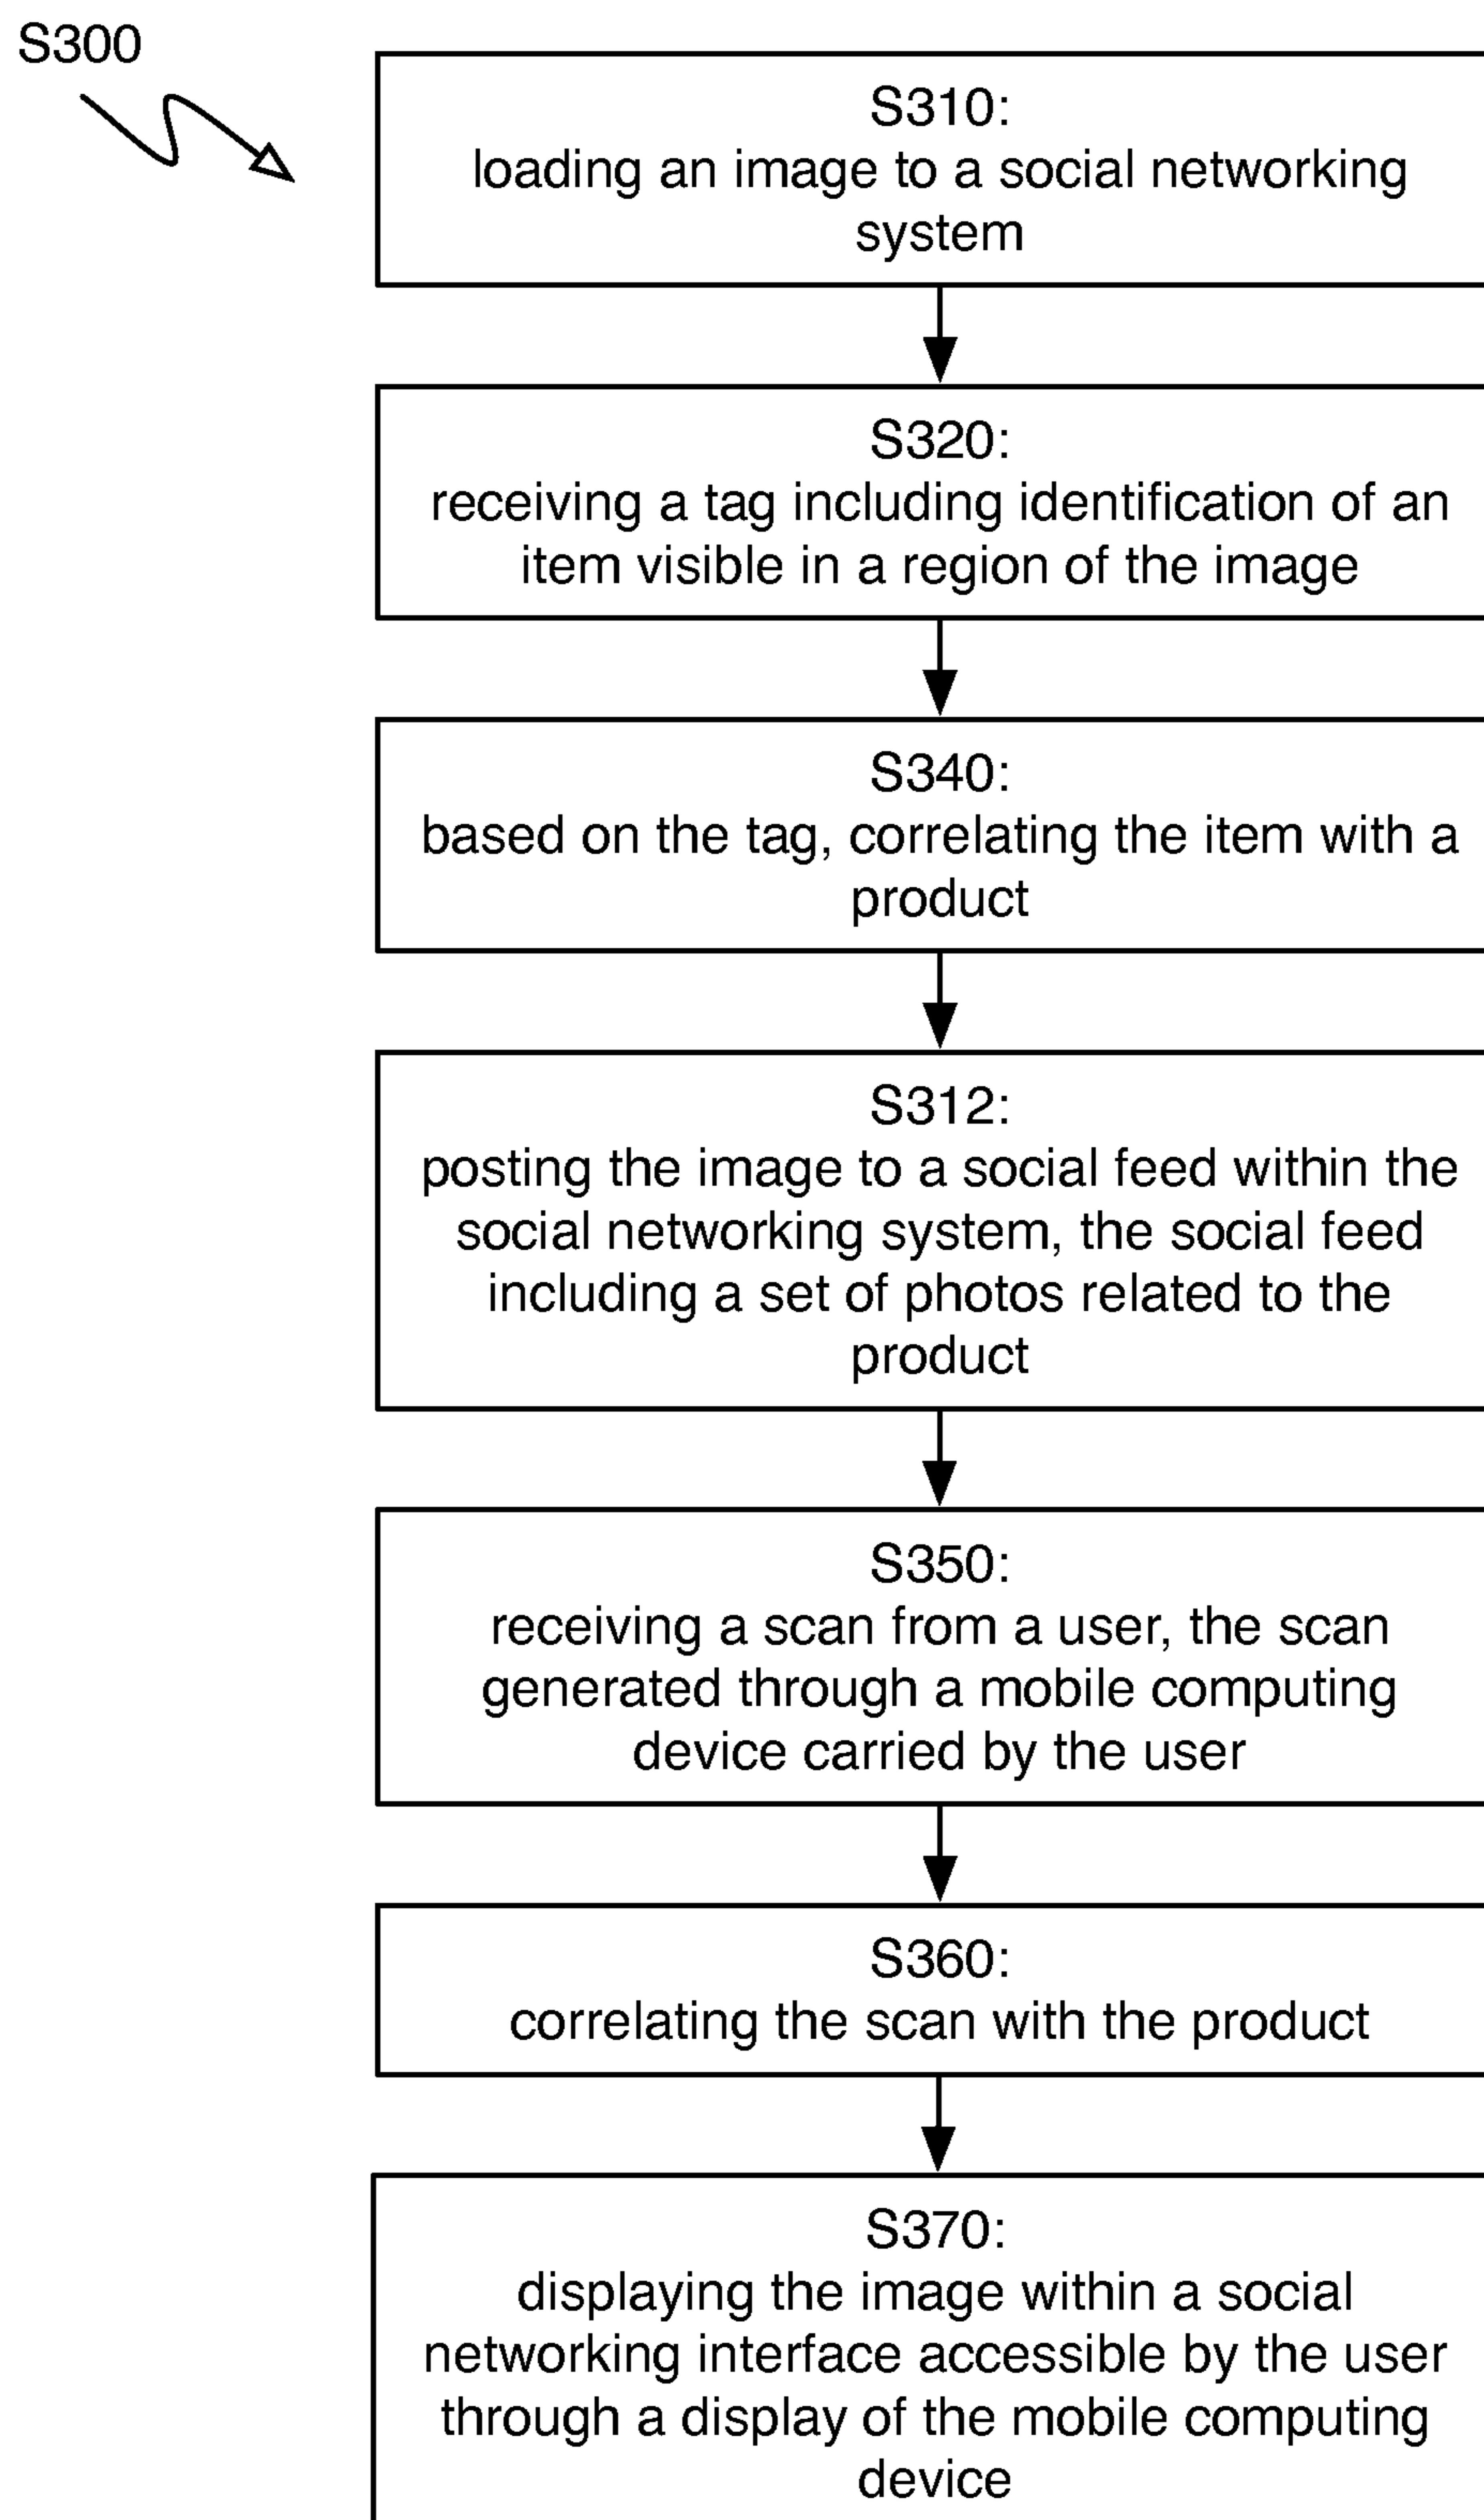 S300
S310:
loading an image to a social networking
system
S320:
receiving a tag including identification of an
item visible in a region of the image
S340:
based on the tag, correlating the item with a
product
S312:
posting the image to a social feed within the
social networking system, the social feed
including a set of photos related to the
product
S350:
receiving a scan from a user, the scan
generated through a mobile computing
device carried by the user
S360:
correlating the scan with the product
S370:
displaying the image within a social
networking interface accessible by the user
through a display of the mobile computing
device